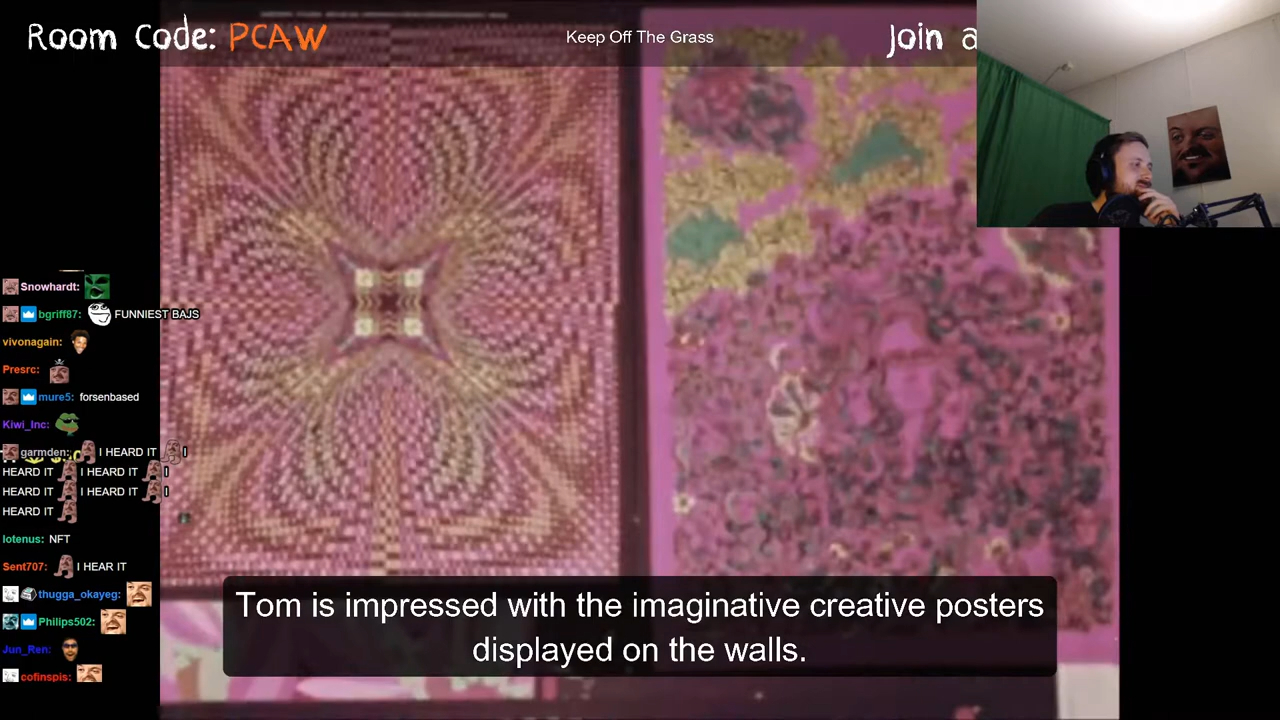 Room Code: PCAW
Keep Off The Grass
Join a
Snowhardt:
bgriff87: FUNNIEST BAJS
vivonagain:
Presrc:
mure5: forsenbased
Kiwi_Inc:
garmden: I HEARD IT I
HEARD IT I HEARD IT I
HEARD IT I HEARD IT I
HEARD IT
lotenus: NFT
Sent707: I HEAR IT
thugga_okayeg:
Philips502:
Jun_Ren:
cofinspis:
Tom is impressed with the imaginative creative posters
displayed on the walls.